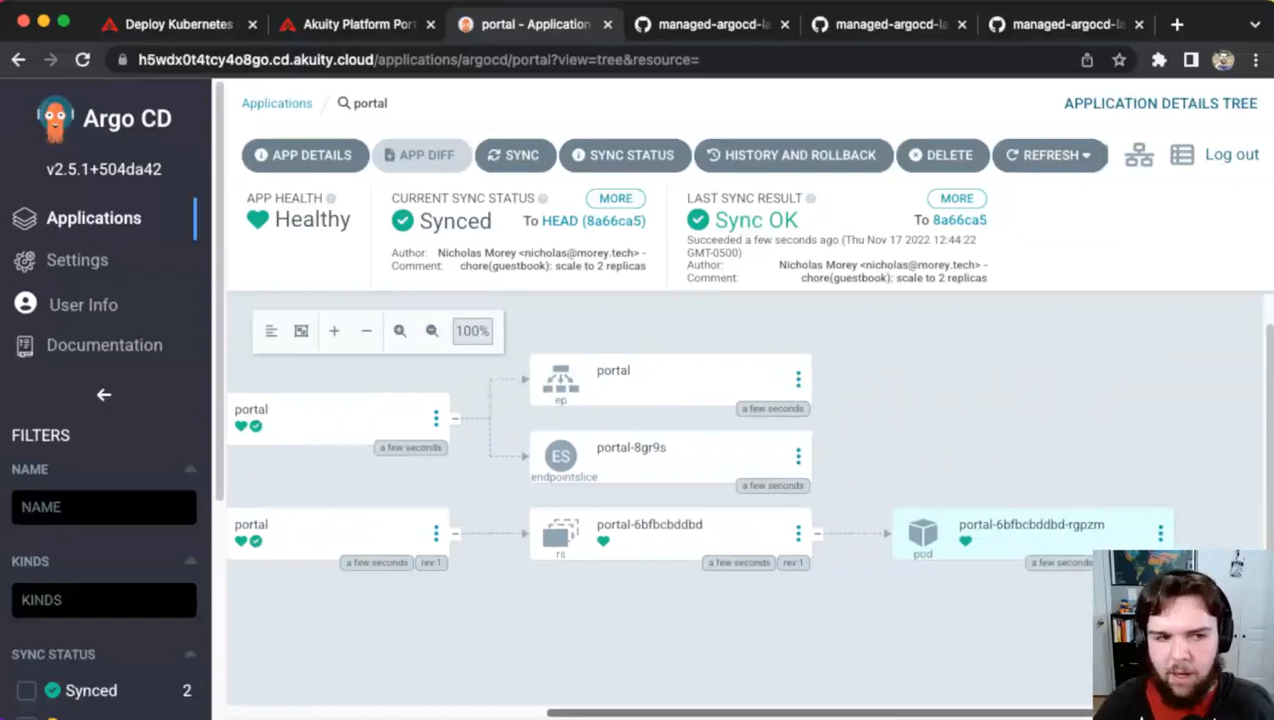 Deploy Kubernetes
Akuity Platform Por
portal - Application
managed-argocd-la
managed-argocd-la
managed-argocd-la
h5wdx0t4tcy4o8go.cd.akuity.cloud/applications/argocd/portal?view=tree&resource=
Argo CD
v2.5.1+504da42
Applications
Settings
User Info
Documentation
FILTERS
NAME
NAME
KINDS
KINDS
SYNC STATUS
Synced 2
Applications / portal
APPLICATION DETAILS TREE
APP DETAILS
APP DIFF
SYNC
SYNC STATUS
HISTORY AND ROLLBACK
DELETE
REFRESH
Log out
APP HEALTH
Healthy
CURRENT SYNC STATUS MORE
Synced To HEAD (8a66ca5)
Author: Nicholas Morey <nicholas@morey.tech> -
Comment: chore(guestbook): scale to 2 replicas
LAST SYNC RESULT MORE
Sync OK To 8a66ca5
Succeeded a few seconds ago (Thu Nov 17 2022 12:44:22
GMT-0500)
Author: Nicholas Morey <nicholas@morey.tech> -
Comment: chore(guestbook): scale to 2 replicas
100%
portal
a few seconds
portal
ep
a few seconds
ES
portal-8gr9s
endpointslice
a few seconds
portal
a few seconds rev:1
portal-6bfbcbddbd
rs
a few seconds rev:1
portal-6bfbcbddbd-rgpzm
pod
a few seconds